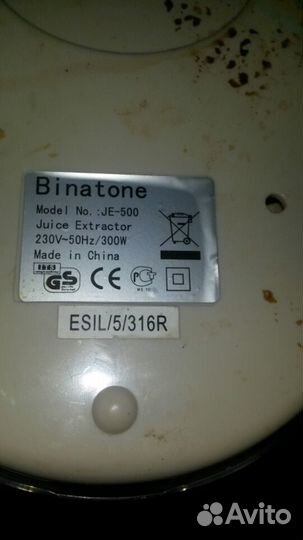 Binatone
Model No.:JE-500
Juice Extractor
230V~50Hz/300W
Made in China
ITS
GS
CE
ESIL/5/316R
Avito